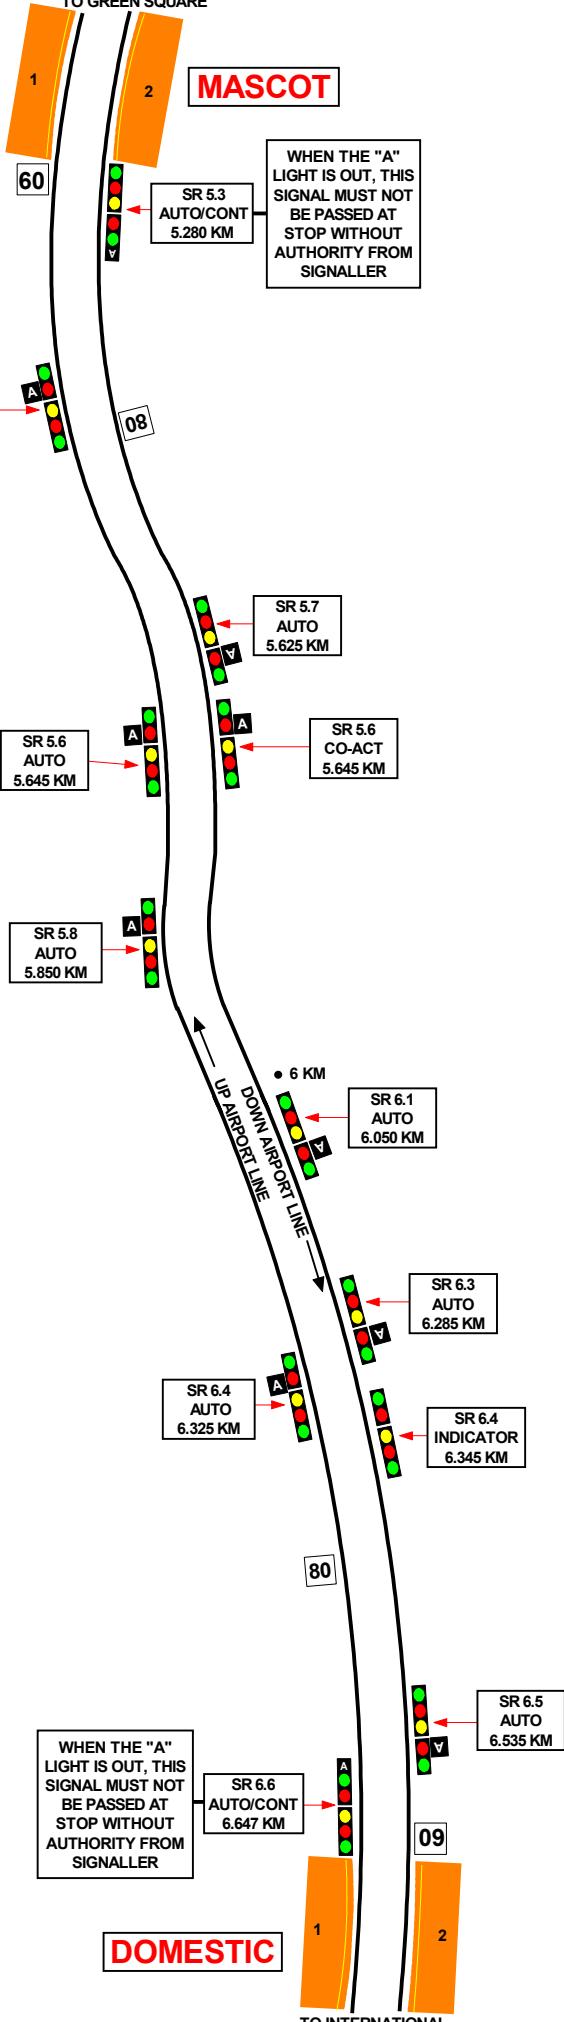 TO GREEN SQUARE
1
2
MASCOT
60
SR 5.3
AUTO/CONT
5.280 KM
WHEN THE "A"
LIGHT IS OUT, THIS
SIGNAL MUST NOT
BE PASSED AT
STOP WITHOUT
AUTHORITY FROM
SIGNALLER
A
A
80
SR 5.7
AUTO
5.625 KM
A
SR 5.6
AUTO
5.645 KM
A
A
SR 5.6
CO-ACT
5.645 KM
SR 5.8
AUTO
5.850 KM
A
6 KM
UP AIRPORT LINE
DOWN AIRPORT LINE
SR 6.1
AUTO
6.050 KM
A
SR 6.3
AUTO
6.285 KM
A
SR 6.4
AUTO
6.325 KM
A
SR 6.4
INDICATOR
6.345 KM
80
SR 6.5
AUTO
6.535 KM
A
WHEN THE "A"
LIGHT IS OUT, THIS
SIGNAL MUST NOT
BE PASSED AT
STOP WITHOUT
AUTHORITY FROM
SIGNALLER
SR 6.6
AUTO/CONT
6.647 KM
A
60
DOMESTIC
1
2
TO INTERNATIONAL